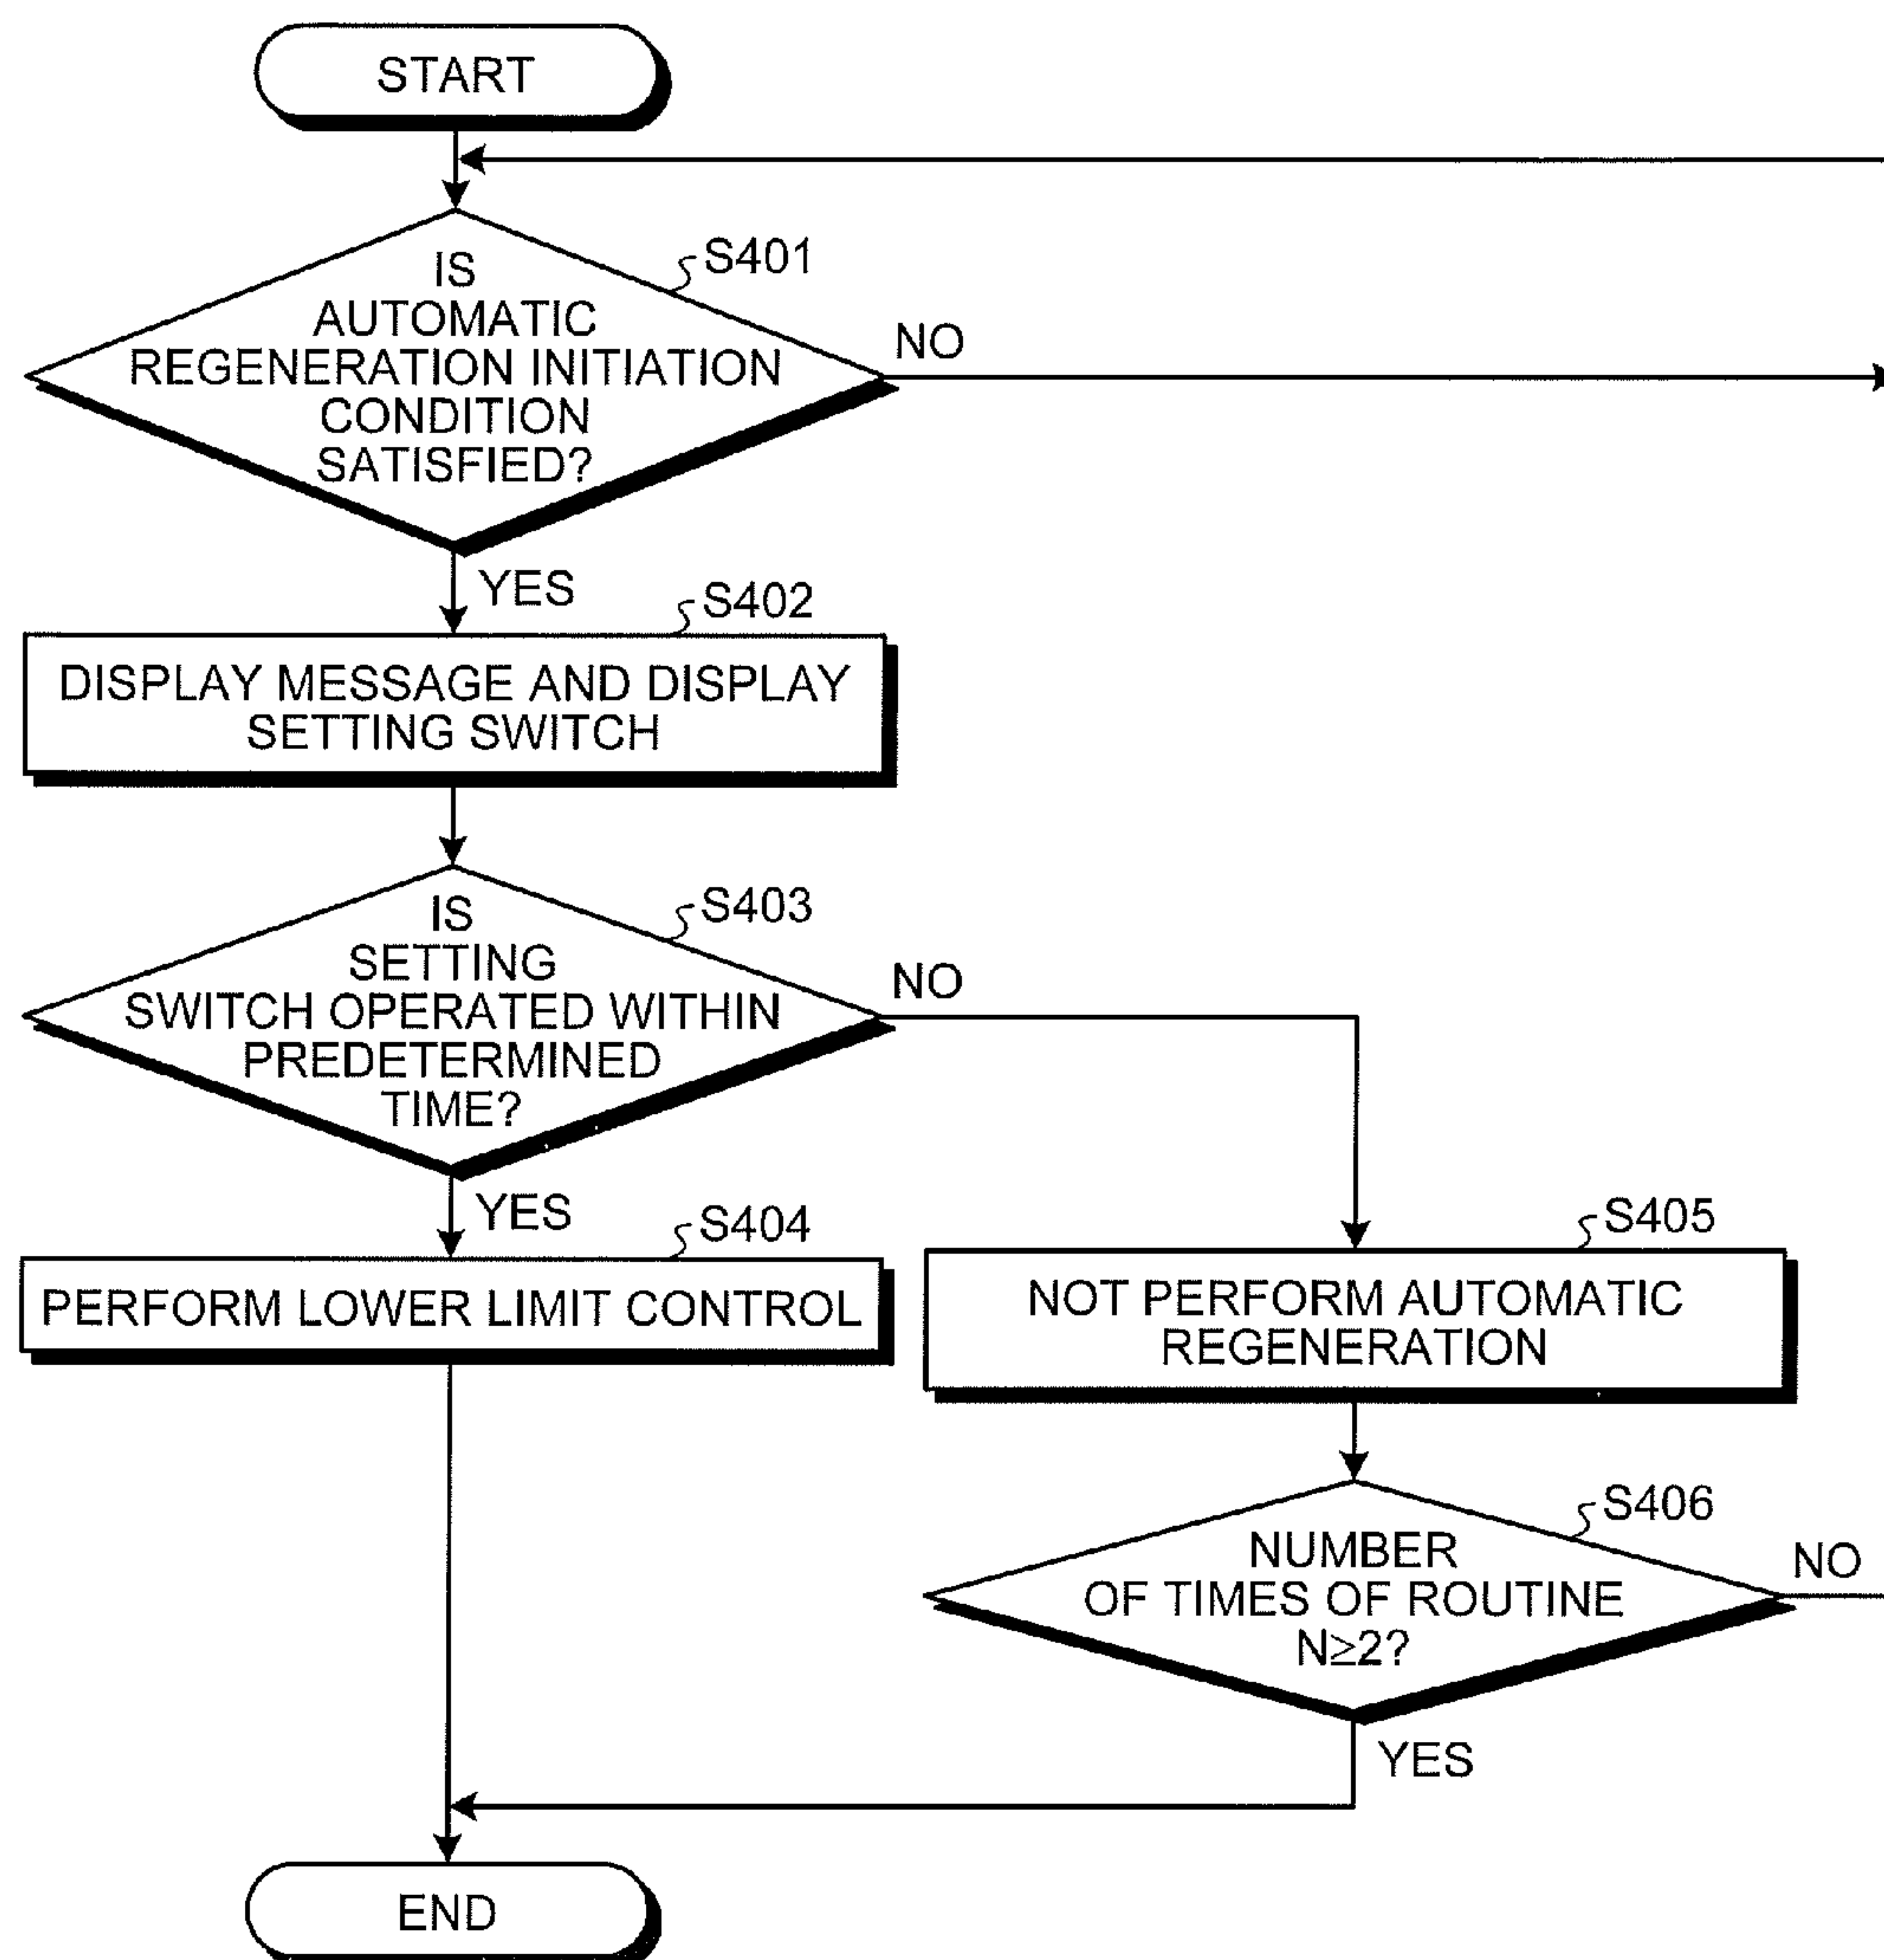 START
S401
IS
AUTOMATIC
REGENERATION INITIATION
CONDITION
SATISFIED?
NO
YES
S402
DISPLAY MESSAGE AND DISPLAY
SETTING SWITCH
S403
IS
SETTING
SWITCH OPERATED WITHIN
PREDETERMINED
TIME?
NO
YES
S404
PERFORM LOWER LIMIT CONTROL
S405
NOT PERFORM AUTOMATIC
REGENERATION
S406
NUMBER
OF TIMES OF ROUTINE
N≥2?
NO
YES
END